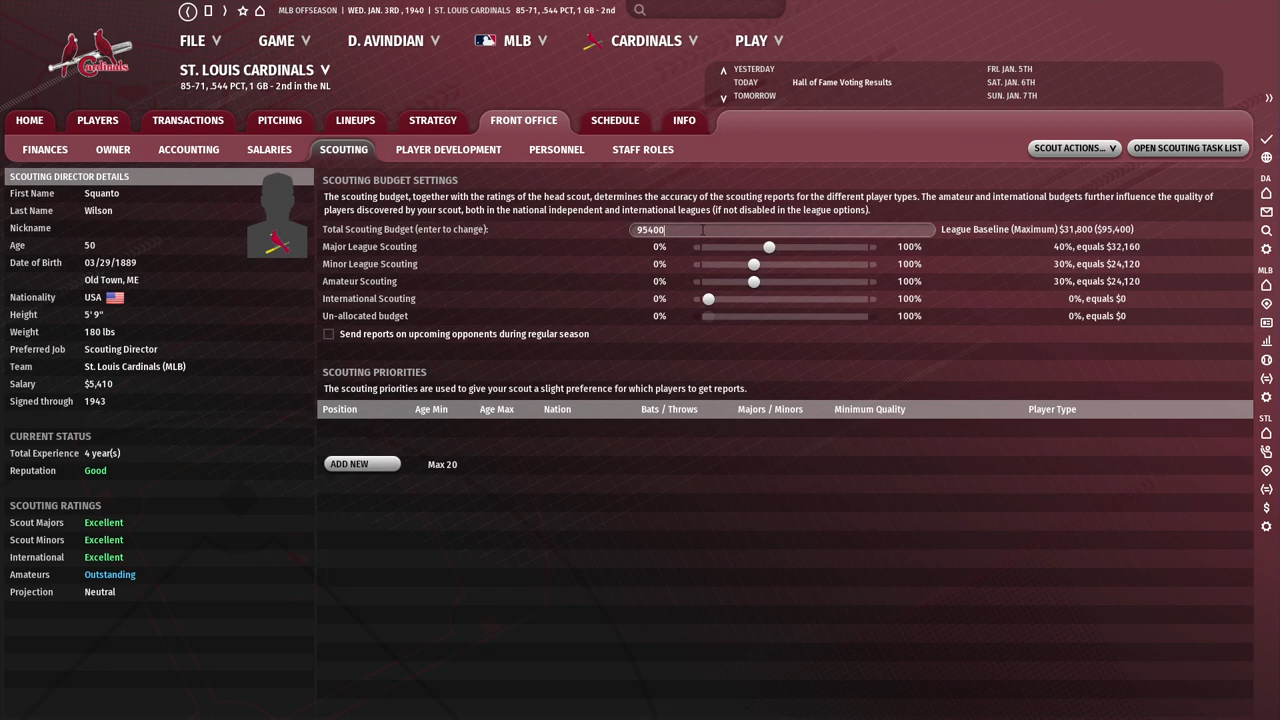 MLB OFFSEASON | WED. JAN. 3RD , 1940 | ST. LOUIS CARDINALS 85-71, .544 PCT, 1 GB - 2nd
FILE GAME D. AVINDIAN MLB CARDINALS PLAY
Cardinals
ST. LOUIS CARDINALS
85-71, .544 PCT, 1 GB - 2nd in the NL
YESTERDAY FRI. JAN. 5TH
TODAY Hall of Fame Voting Results SAT. JAN. 6TH
TOMORROW SUN. JAN. 7TH
HOME PLAYERS TRANSACTIONS PITCHING LINEUPS STRATEGY FRONT OFFICE SCHEDULE INFO
FINANCES OWNER ACCOUNTING SALARIES SCOUTING PLAYER DEVELOPMENT PERSONNEL STAFF ROLES SCOUT ACTIONS... OPEN SCOUTING TASK LIST
SCOUTING DIRECTOR DETAILS
First Name Squanto
Last Name Wilson
Nickname
Age 50
Date of Birth 03/29/1889
Old Town, ME
Nationality USA
Height 5' 9"
Weight 180 lbs
Preferred Job Scouting Director
Team St. Louis Cardinals (MLB)
Salary $5,410
Signed through 1943
CURRENT STATUS
Total Experience 4 year(s)
Reputation Good
SCOUTING RATINGS
Scout Majors Excellent
Scout Minors Excellent
International Excellent
Amateurs Outstanding
Projection Neutral
SCOUTING BUDGET SETTINGS
The scouting budget, together with the ratings of the head scout, determines the accuracy of the scouting reports for the different player types. The amateur and international budgets further influence the quality of
players discovered by your scout, both in the national independent and international leagues (if not disabled in the league options).
Total Scouting Budget (enter to change): 95400 League Baseline (Maximum) $31,800 ($95,400)
Major League Scouting 0% 100% 40%, equals $32,160
Minor League Scouting 0% 100% 30%, equals $24,120
Amateur Scouting 0% 100% 30%, equals $24,120
International Scouting 0% 100% 0%, equals $0
Un-allocated budget 0% 100% 0%, equals $0
Send reports on upcoming opponents during regular season
SCOUTING PRIORITIES
The scouting priorities are used to give your scout a slight preference for which players to get reports.
Position Age Min Age Max Nation Bats / Throws Majors / Minors Minimum Quality Player Type
ADD NEW Max 20
DA
MLB
STL